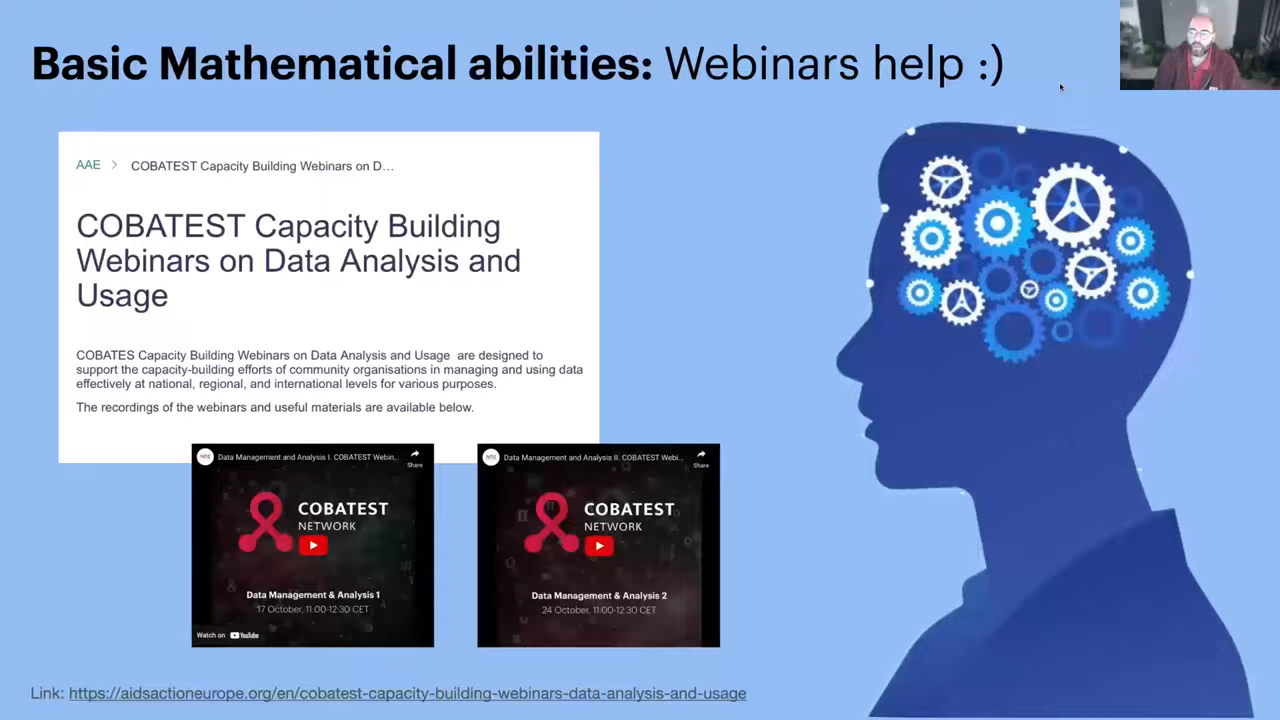 Basic Mathematical abilities: Webinars help :)
AAE > COBATEST Capacity Building Webinars on D…
COBATEST Capacity Building
Webinars on Data Analysis and
Usage
COBATES Capacity Building Webinars on Data Analysis and Usage are designed to
support the capacity-building efforts of community organisations in managing and using data
effectively at national, regional, and international levels for various purposes.
The recordings of the webinars and useful materials are available below.
Data Management and Analysis I. COBATEST Webin...
Share
COBATEST
NETWORK
Data Management & Analysis 1
17 October, 11:00-12:30 CET
Watch on YouTube
Data Management and Analysis II. COBATEST Webi...
Share
COBATEST
NETWORK
Data Management & Analysis 2
24 October, 11:00-12:30 CET
Link: https://aidsactioneurope.org/en/cobatest-capacity-building-webinars-data-analysis-and-usage